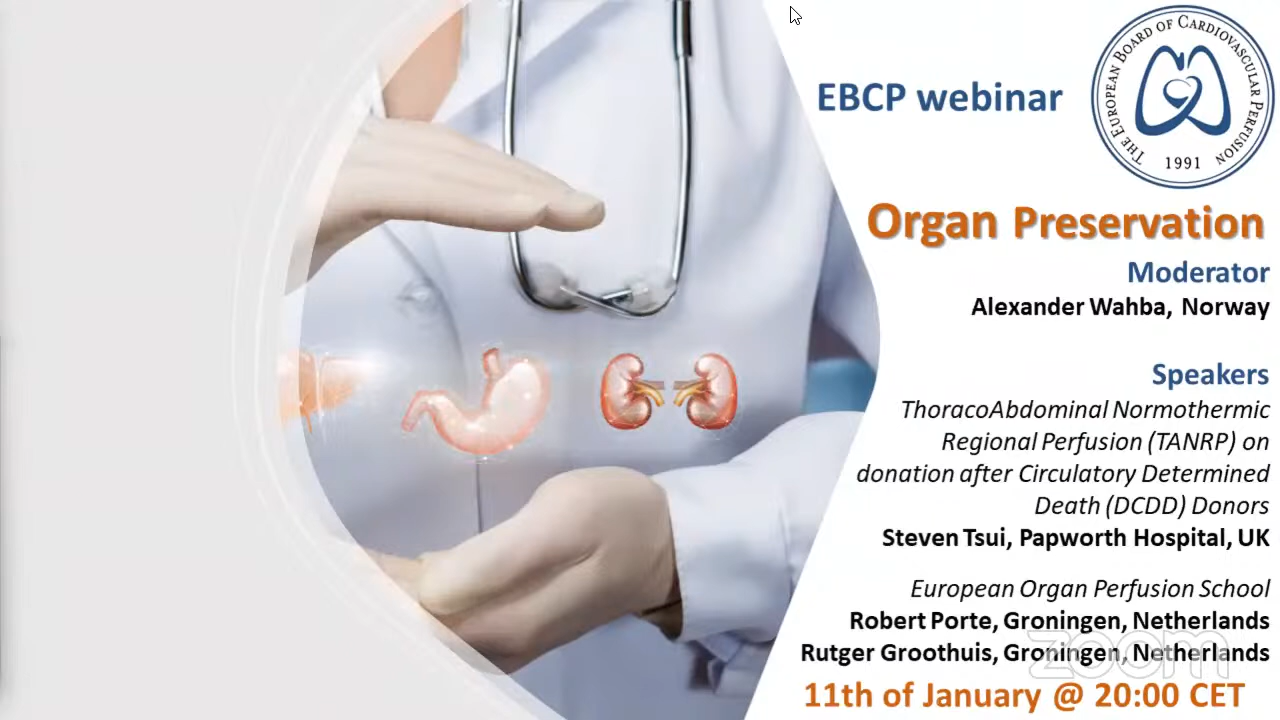 EBCP webinar
THE EUROPEAN BOARD OF CARDIOVASCULAR PERFUSION
1991
Organ Preservation
Moderator
Alexander Wahba, Norway
Speakers
ThoracoAbdominal Normothermic
Regional Perfusion (TANRP) on
donation after Circulatory Determined
Death (DCDD) Donors
Steven Tsui, Papworth Hospital, UK
European Organ Perfusion School
Robert Porte, Groningen, Netherlands
Rutger Groothuis, Groningen, Netherlands
zoom
11th of January @ 20:00 CET